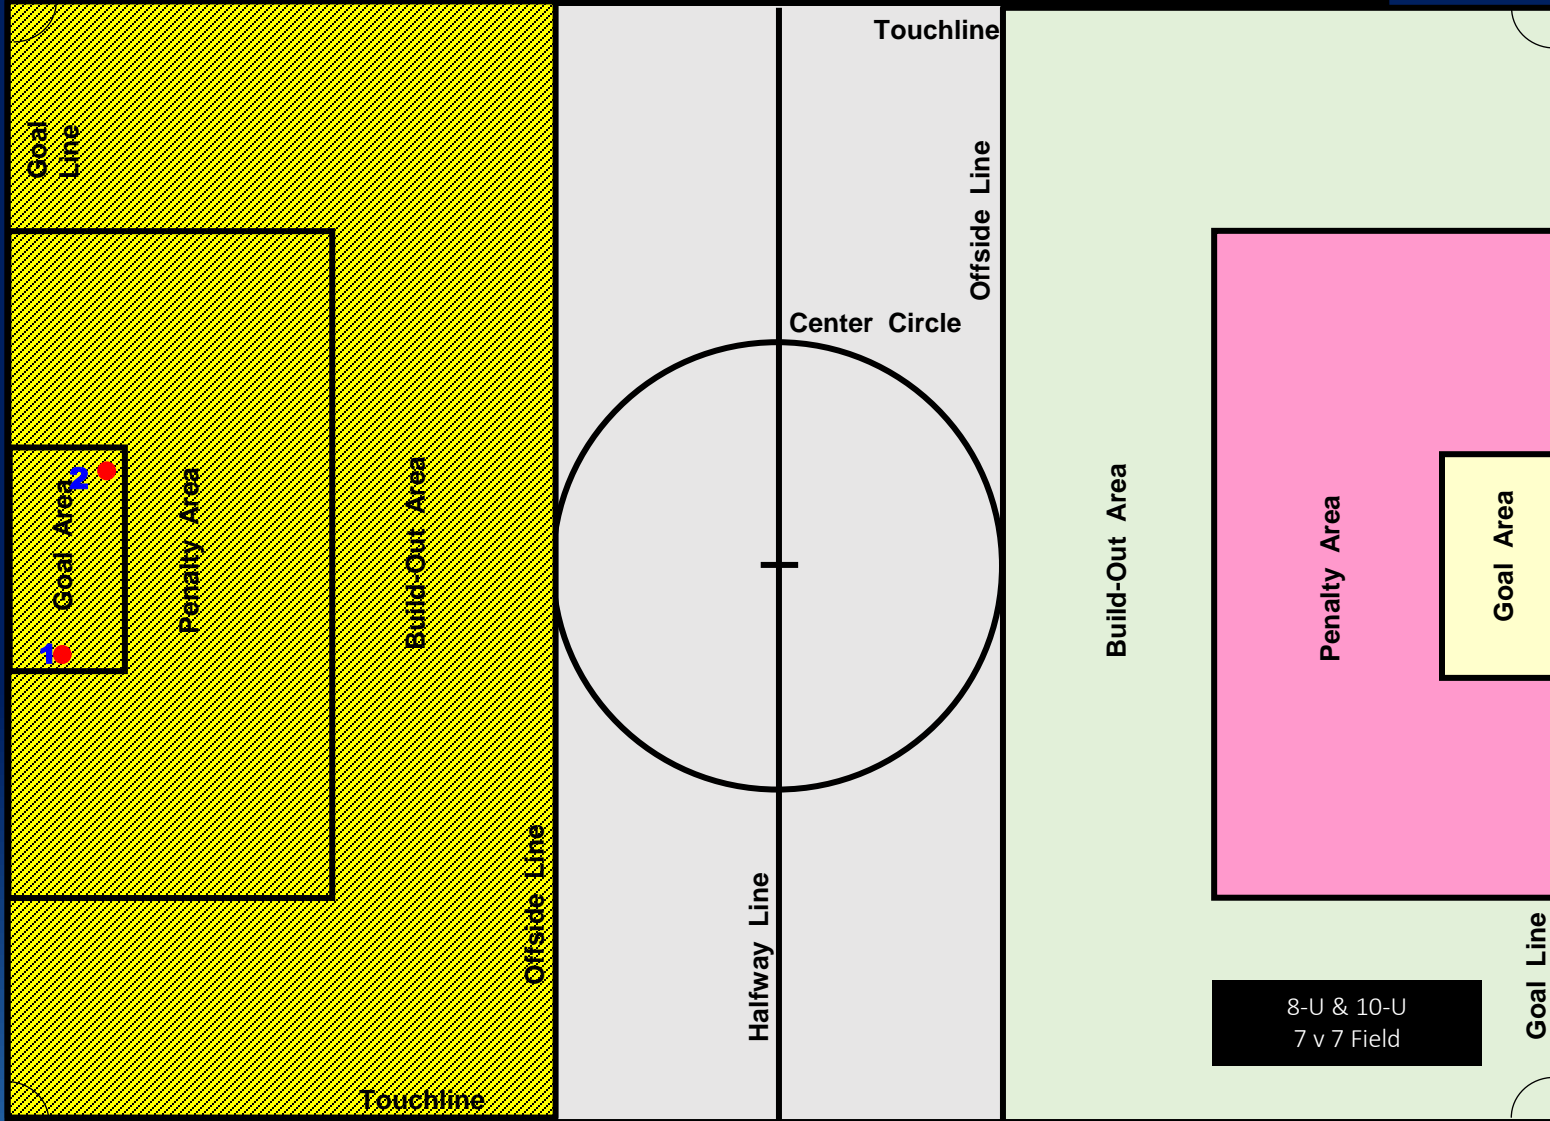 Touchline
Goal
Line
Offside Line
Center Circle
Goal Area
2
1
Penalty Area
Build-Out Area
Build-Out Area
Penalty Area
Goal Area
Offside Line
Halfway Line
Goal Line
8-U & 10-U
7 v 7 Field
Touchline